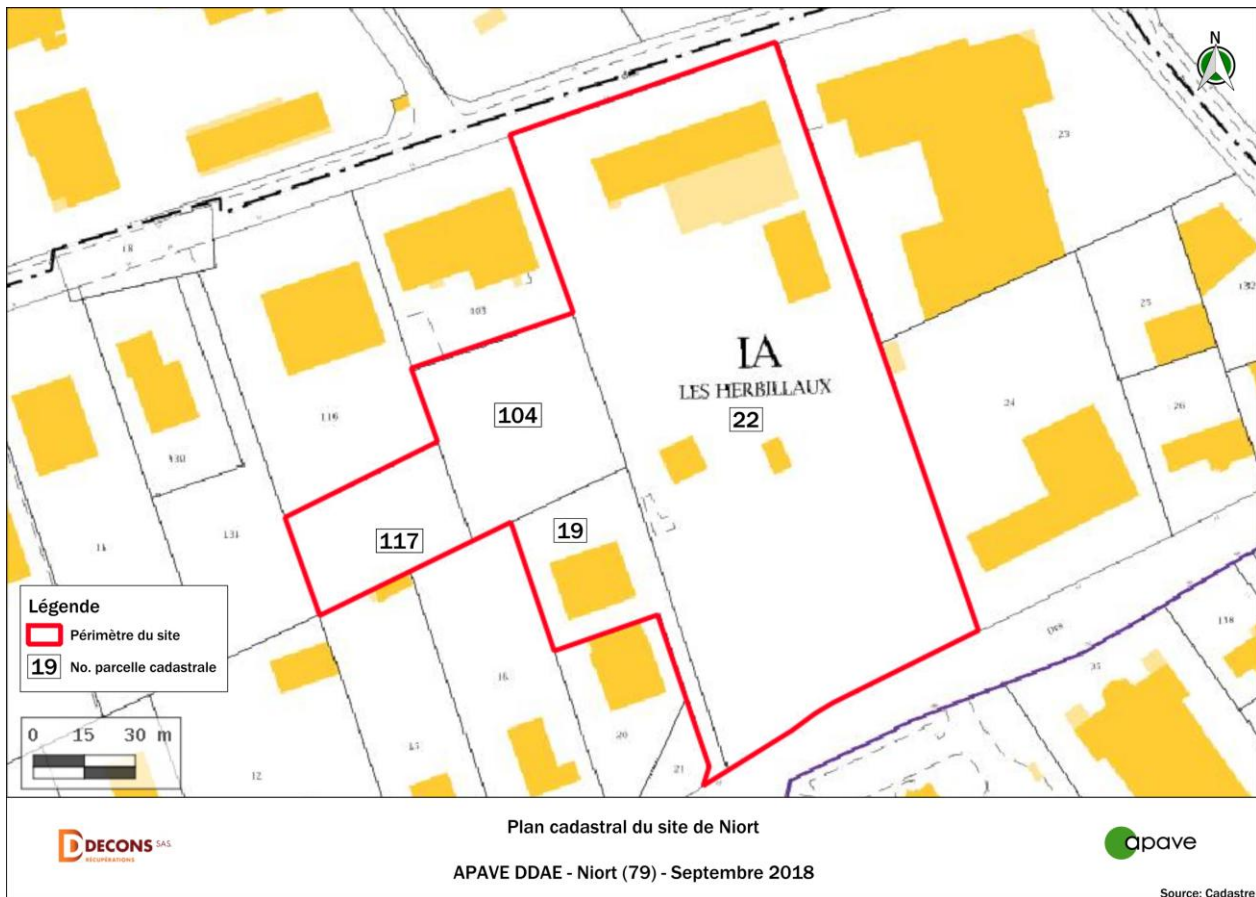 N
23
18
103
25
132
IA
LES HERBILLAUX
22
104
116
24
26
130
117
19
131
Légende
Périmètre du site
19 No. parcelle cadastrale
138
16
20
21
12
0 15 30 m
DECONS SAS
RÉCUPÉRATIONS
Plan cadastral du site de Niort
APAVE DDAE - Niort (79) - Septembre 2018
apave
Source: Cadastre